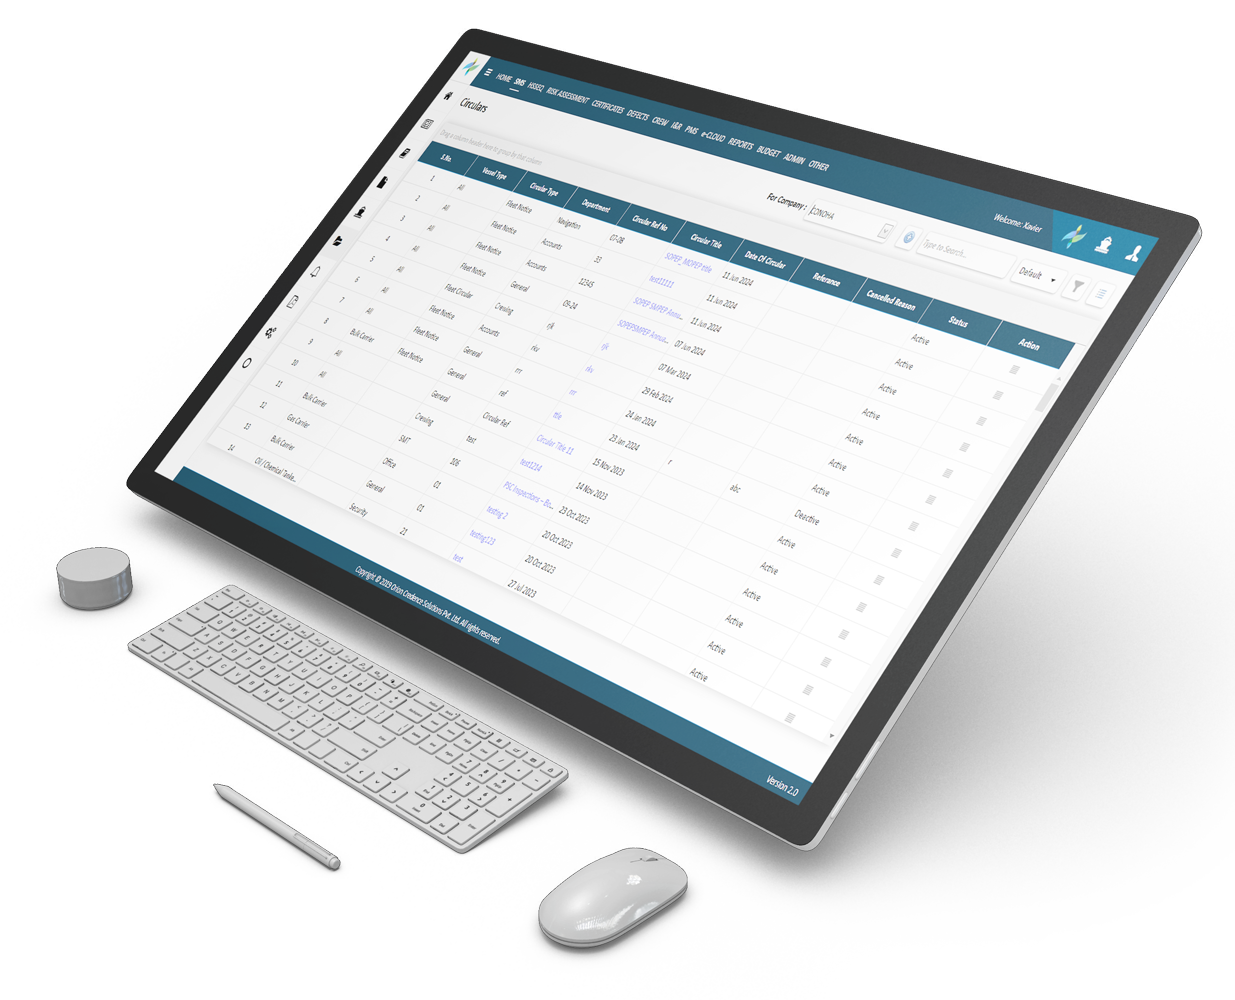 HOME SMS HSSEQ RISK ASSESSMENT CERTIFICATES DEFECTS CREW I&R PMS e-CLOUD REPORTS BUDGET ADMIN OTHER
Welcome: Xavier
Circulars
For Company : CONOHA
Type to Search...
Default
Drag a column header here to group by that column
S.No. Vessel Type Circular Type Department Circular Ref No Circular Title Date Of Circular Reference Cancelled Reason Status Action
1 All Fleet Notice Navigation 07-08 SOPEP_MOPEP title 11 Jun 2024 Active
2 All Fleet Notice Accounts 33 test11111 11 Jun 2024 Active
3 All Fleet Notice Accounts 12345 SOPEP SMPEP Annu... 11 Jun 2024 Active
4 All Fleet Notice General 09-24 SOPEPSMPEP Annua... 07 Jun 2024 Active
5 All Fleet Circular Crewing rjk rjk 07 Mar 2024 Active
6 All Fleet Notice Accounts rkv rkv 29 Feb 2024 Active
7 All Fleet Notice General rrr rrr 24 Jan 2024 Active
8 Bulk Carrier Fleet Notice General ref title 23 Jan 2024 r abc Deactive
9 All General Circular Ref Circular Title 11 15 Nov 2023 Active
10 All Crewing test test1214 14 Nov 2023 Active
11 Bulk Carrier SMT 106 PSC Inspections - Bo... 23 Oct 2023 Active
12 Gas Carrier Office 01 testing 2 20 Oct 2023 Active
13 Bulk Carrier General 01 testing123 20 Oct 2023 Active
14 Oil / Chemical Tanke... Security 21 test 27 Jul 2023 Active
Copyright © 2019 Orion Credence Solutions Pvt. Ltd. All rights reserved.
Version 2.0